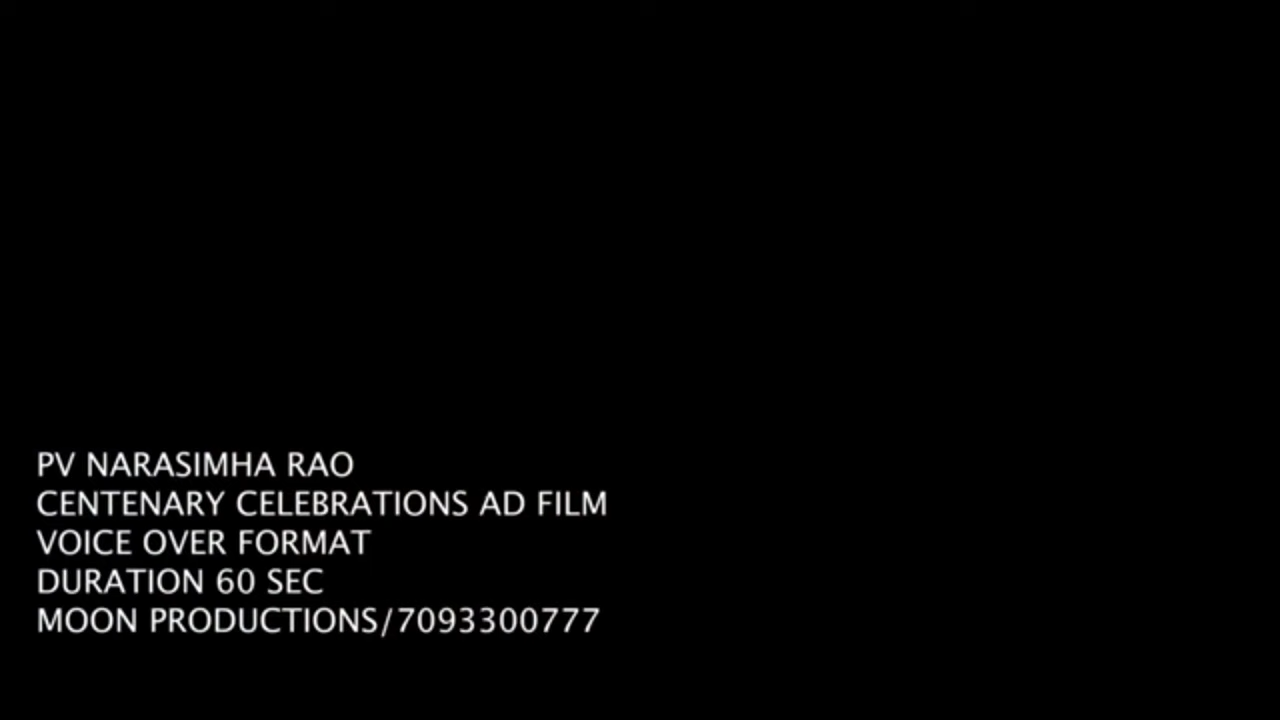 PV NARASIMHA RAO
CENTENARY CELEBRATIONS AD FILM
VOICE OVER FORMAT
DURATION 60 SEC
MOON PRODUCTIONS/7093300777